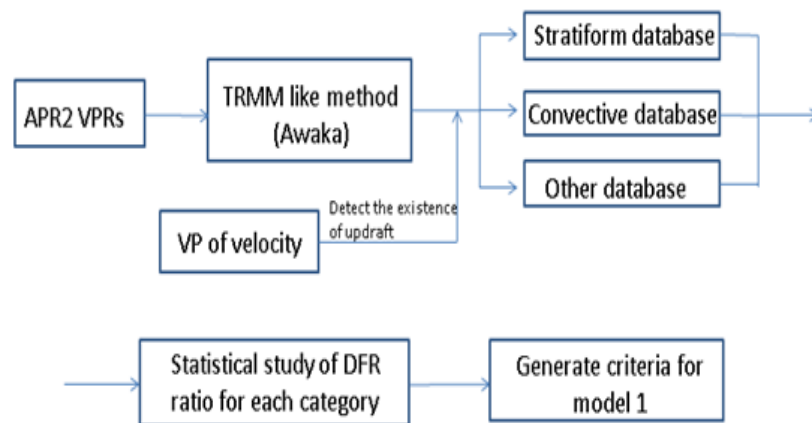 Stratiform database
APR2 VPRs
TRMM like method
(Awaka)
Convective database
Other database
Detect the existence
of updraft
VP of velocity
Statistical study of DFR
ratio for each category
Generate criteria for
model 1